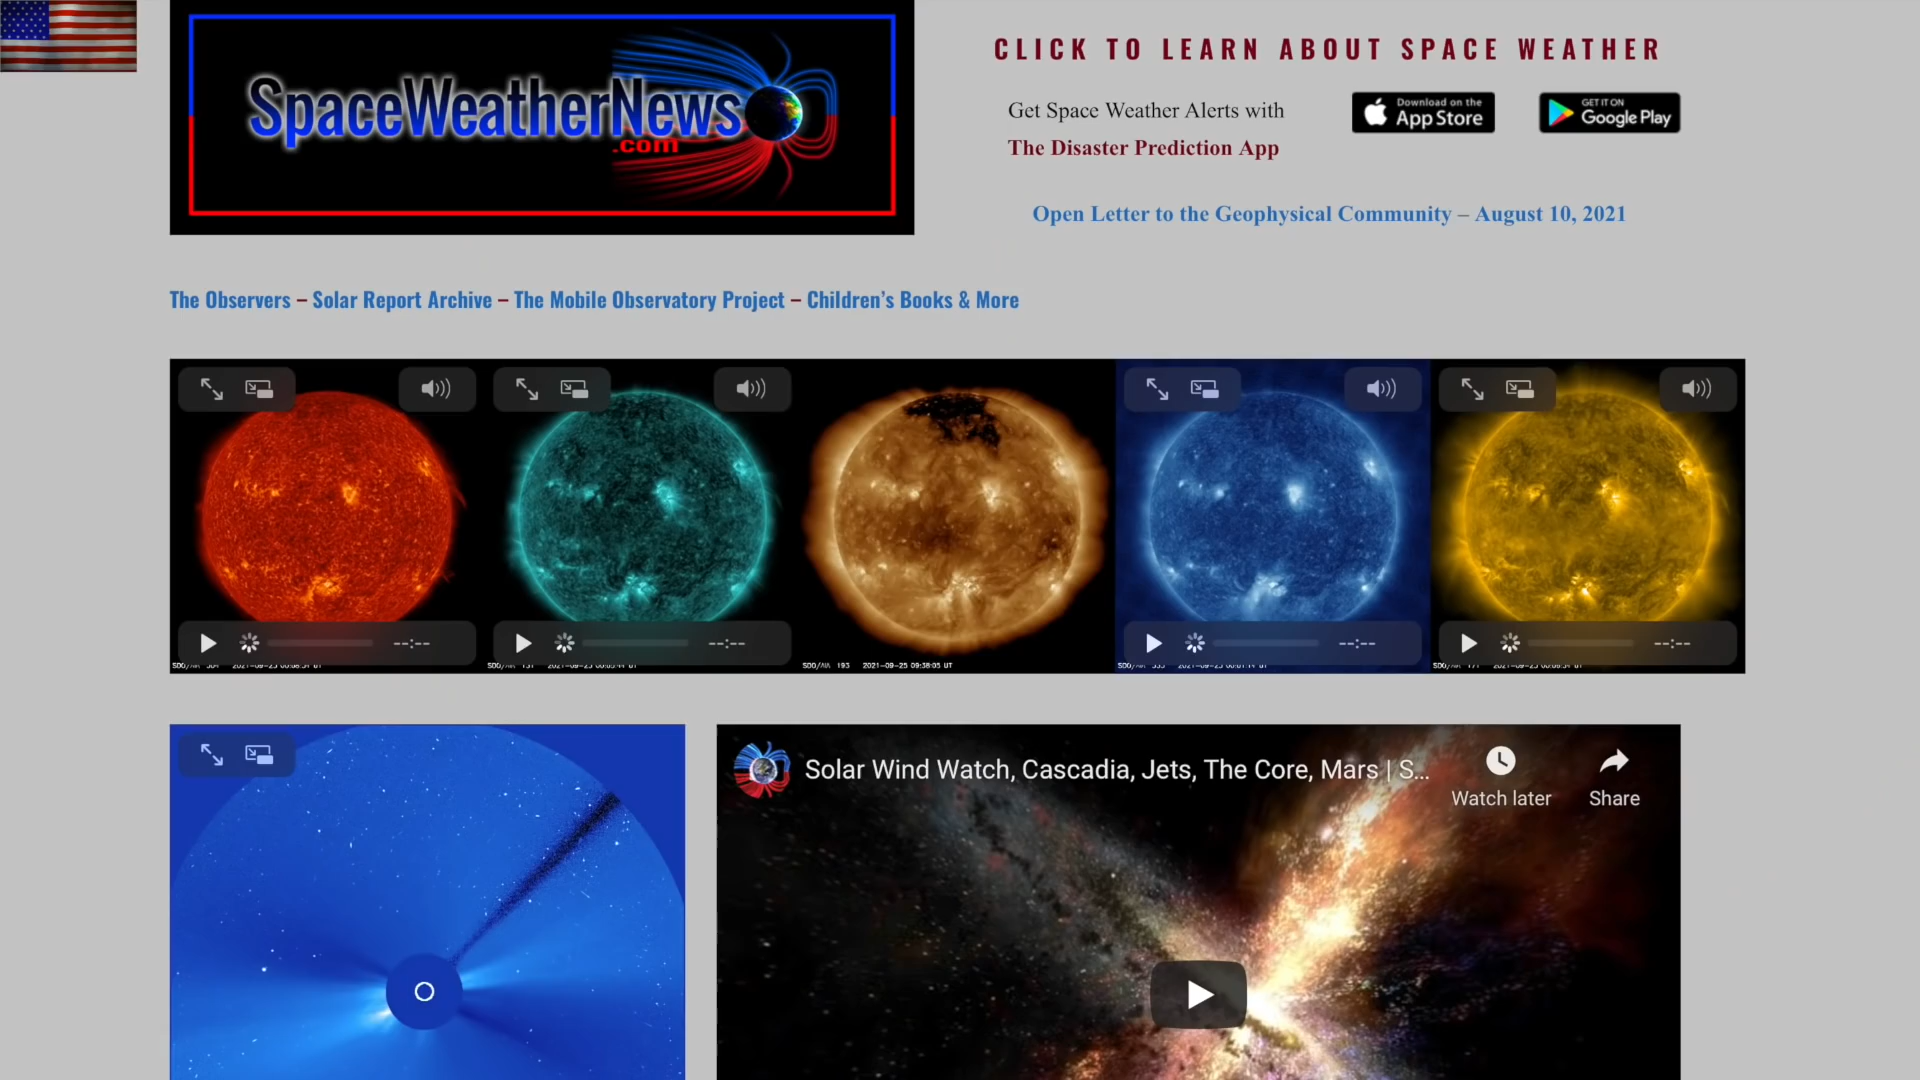 SpaceWeatherNews
.com
CLICK TO LEARN ABOUT SPACE WEATHER
Get Space Weather Alerts with
The Disaster Prediction App
Download on the
App Store
GET IT ON
Google Play
Open Letter to the Geophysical Community – August 10, 2021
The Observers – Solar Report Archive – The Mobile Observatory Project – Children's Books & More
--:--
--:--
--:--
--:--
SDO/AIA 193 2021-09-25 09:38:05 UT
Solar Wind Watch, Cascadia, Jets, The Core, Mars | S...
Watch later
Share